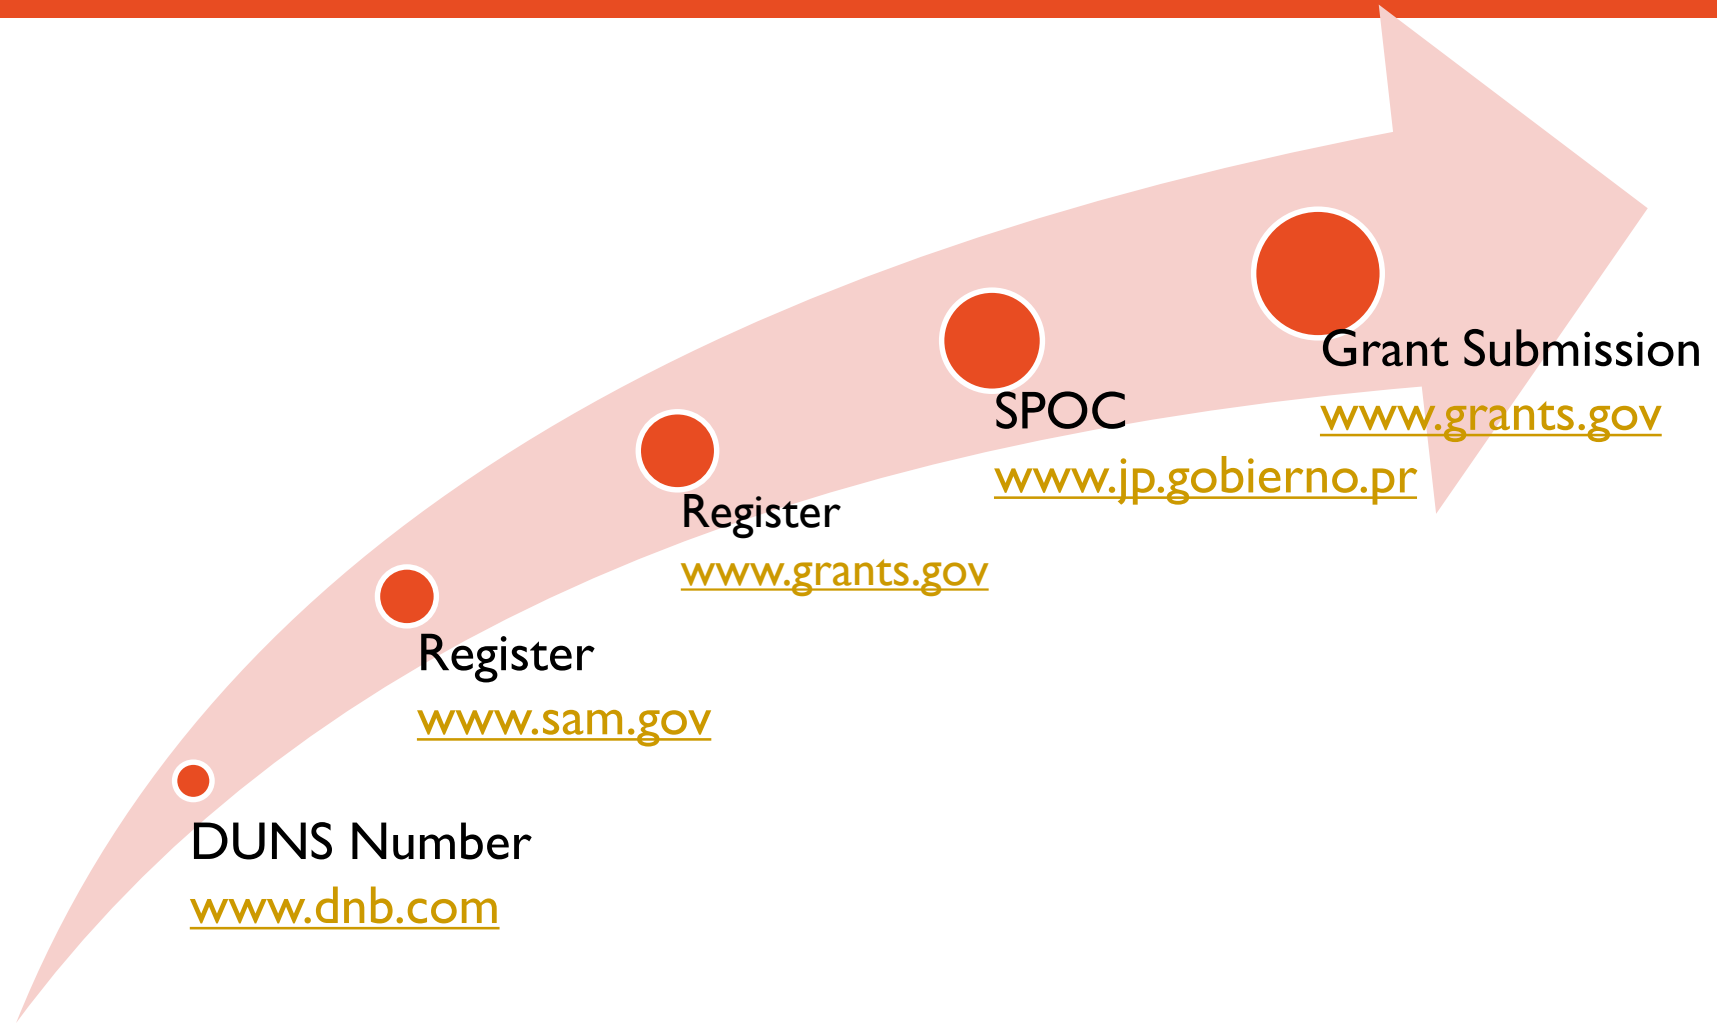 DUNS Number
www.dnb.com
Register
www.sam.gov
Register
www.grants.gov
SPOC
www.jp.gobierno.pr
Grant Submission
www.grants.gov